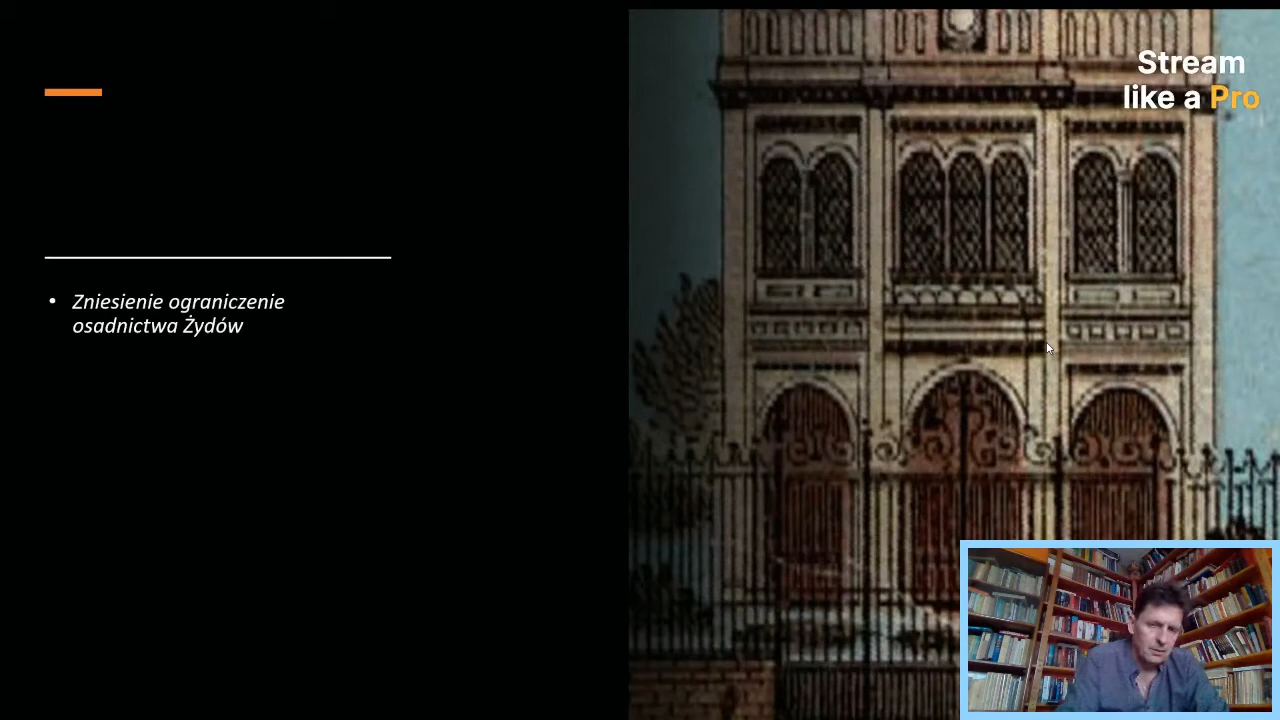 Stream
like a Pro
• Zniesienie ograniczenie
osadnictwa Żydów